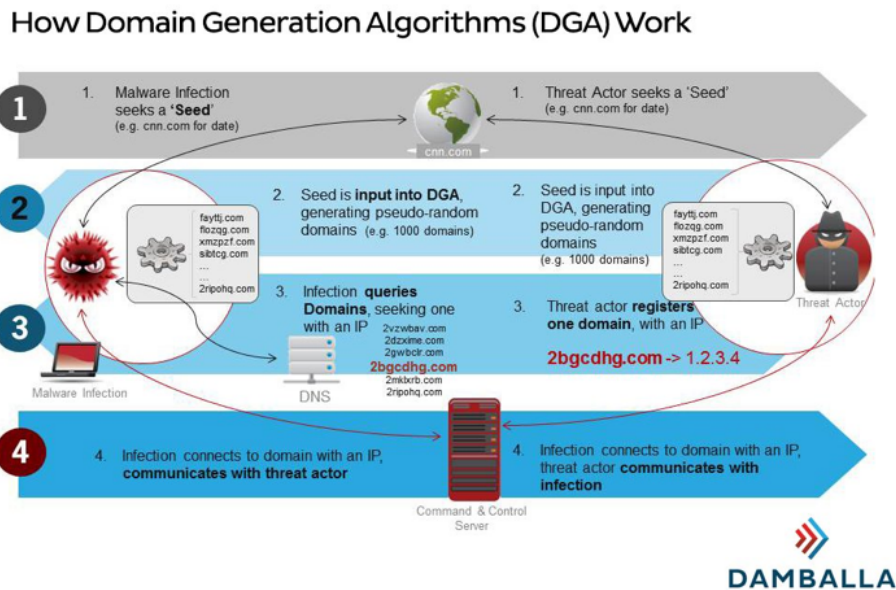 How Domain Generation Algorithms (DGA) Work
1
1. Malware Infection
seeks a 'Seed'
(e.g. cnn.com for date)
cnn.com
1. Threat Actor seeks a 'Seed'
(e.g. cnn.com for date)
2
fayttj.com
flozqg.com
xmzpzf.com
sibtcg.com
...
...
2ripohq.com
2. Seed is input into DGA,
generating pseudo-random
domains (e.g. 1000 domains)
2. Seed is input into
DGA, generating
pseudo-random
domains
(e.g. 1000 domains)
fayttj.com
flozqg.com
xmzpzf.com
sibtcg.com
...
...
2ripohq.com
Threat Actor
3
Malware Infection
3. Infection queries
Domains, seeking one
with an IP
2vzwbav.com
2dzxime.com
2gwbclr.com
2bgcdhg.com
2mklxrb.com
2ripohq.com
DNS
3. Threat actor registers
one domain, with an IP
2bgcdhg.com -> 1.2.3.4
4
4. Infection connects to domain with an IP,
communicates with threat actor
Command & Control
Server
4. Infection connects to domain with an IP,
threat actor communicates with
infection
DAMBALLA